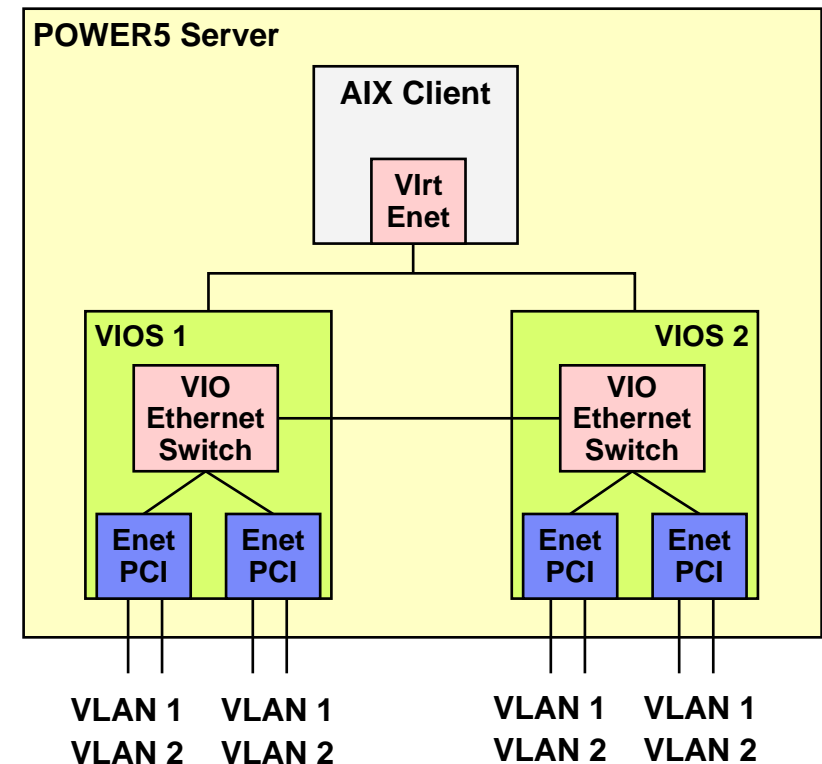 POWER5 Server
AIX Client
VIrt
Enet
VIOS 1
VIOS 2
VIO
Ethernet
Switch
VIO
Ethernet
Switch
Enet
PCI
Enet
PCI
Enet
PCI
Enet
PCI
VLAN 1
VLAN 2
VLAN 1
VLAN 2
VLAN 1
VLAN 2
VLAN 1
VLAN 2